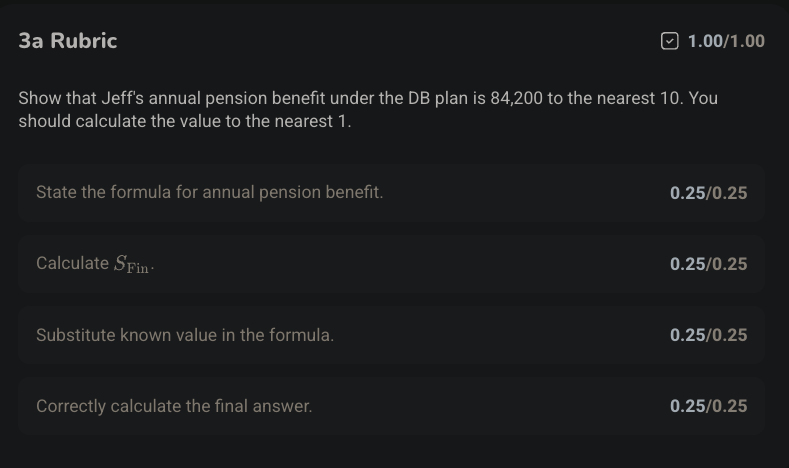 3a Rubric 1.00/1.00
Show that Jeff's annual pension benefit under the DB plan is 84,200 to the nearest 10. You
should calculate the value to the nearest 1.
State the formula for annual pension benefit. 0.25/0.25
Calculate S_Fin. 0.25/0.25
Substitute known value in the formula. 0.25/0.25
Correctly calculate the final answer. 0.25/0.25